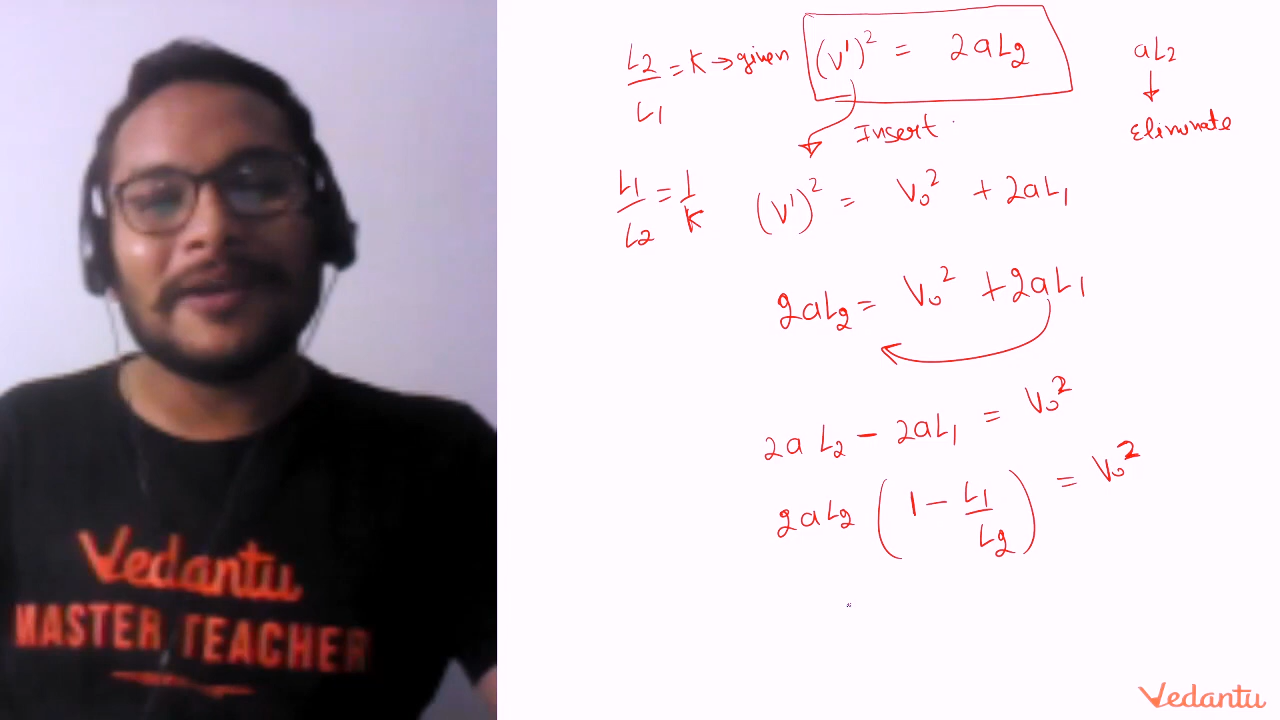 Vedantu
MASTER TEACHER
L2/L1 = K → given
(V')² = 2aL2
aL2
↓
Eliminate
Insert
L1/L2 = 1/K
(V')² = V₀² + 2aL1
2aL2 = V₀² + 2aL1
2aL2 - 2aL1 = V₀²
2aL2 (1 - L1/L2) = V₀²
Vedantu